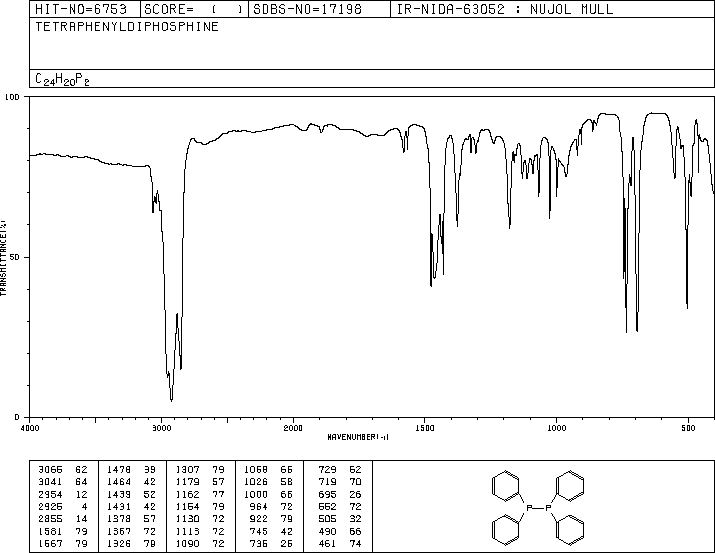 HIT-NO=6753 SCORE= ( ) SDBS-NO=17198 IR-NIDA-63052 : NUJOL MULL
TETRAPHENYLDIPHOSPHINE
C24H20P2
100
50
0
TRANSMITTANCE(%)
4000 3000 2000 1500 1000 500
WAVENUMBER(-1)
3065 62 1478 39 1307 79 1068 66 729 52
3041 64 1464 42 1179 57 1026 58 719 70
2954 12 1439 52 1162 77 1000 66 695 26
2925 4 1431 42 1154 79 964 72 552 72
2855 14 1378 57 1130 72 922 79 505 32
1581 79 1367 72 1113 72 745 42 490 66
1567 79 1326 79 1090 72 736 26 461 74
P P